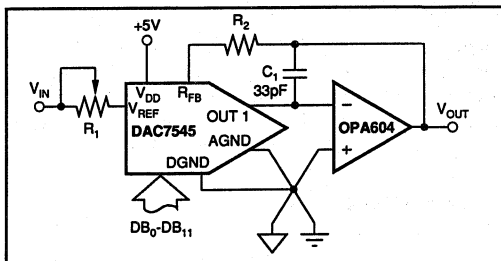 +5V
R2
C1
33pF
VIN
R1
VDD
RFB
VREF
OUT 1
DAC7545
AGND
DGND
DB0-DB11
−
+
OPA604
VOUT